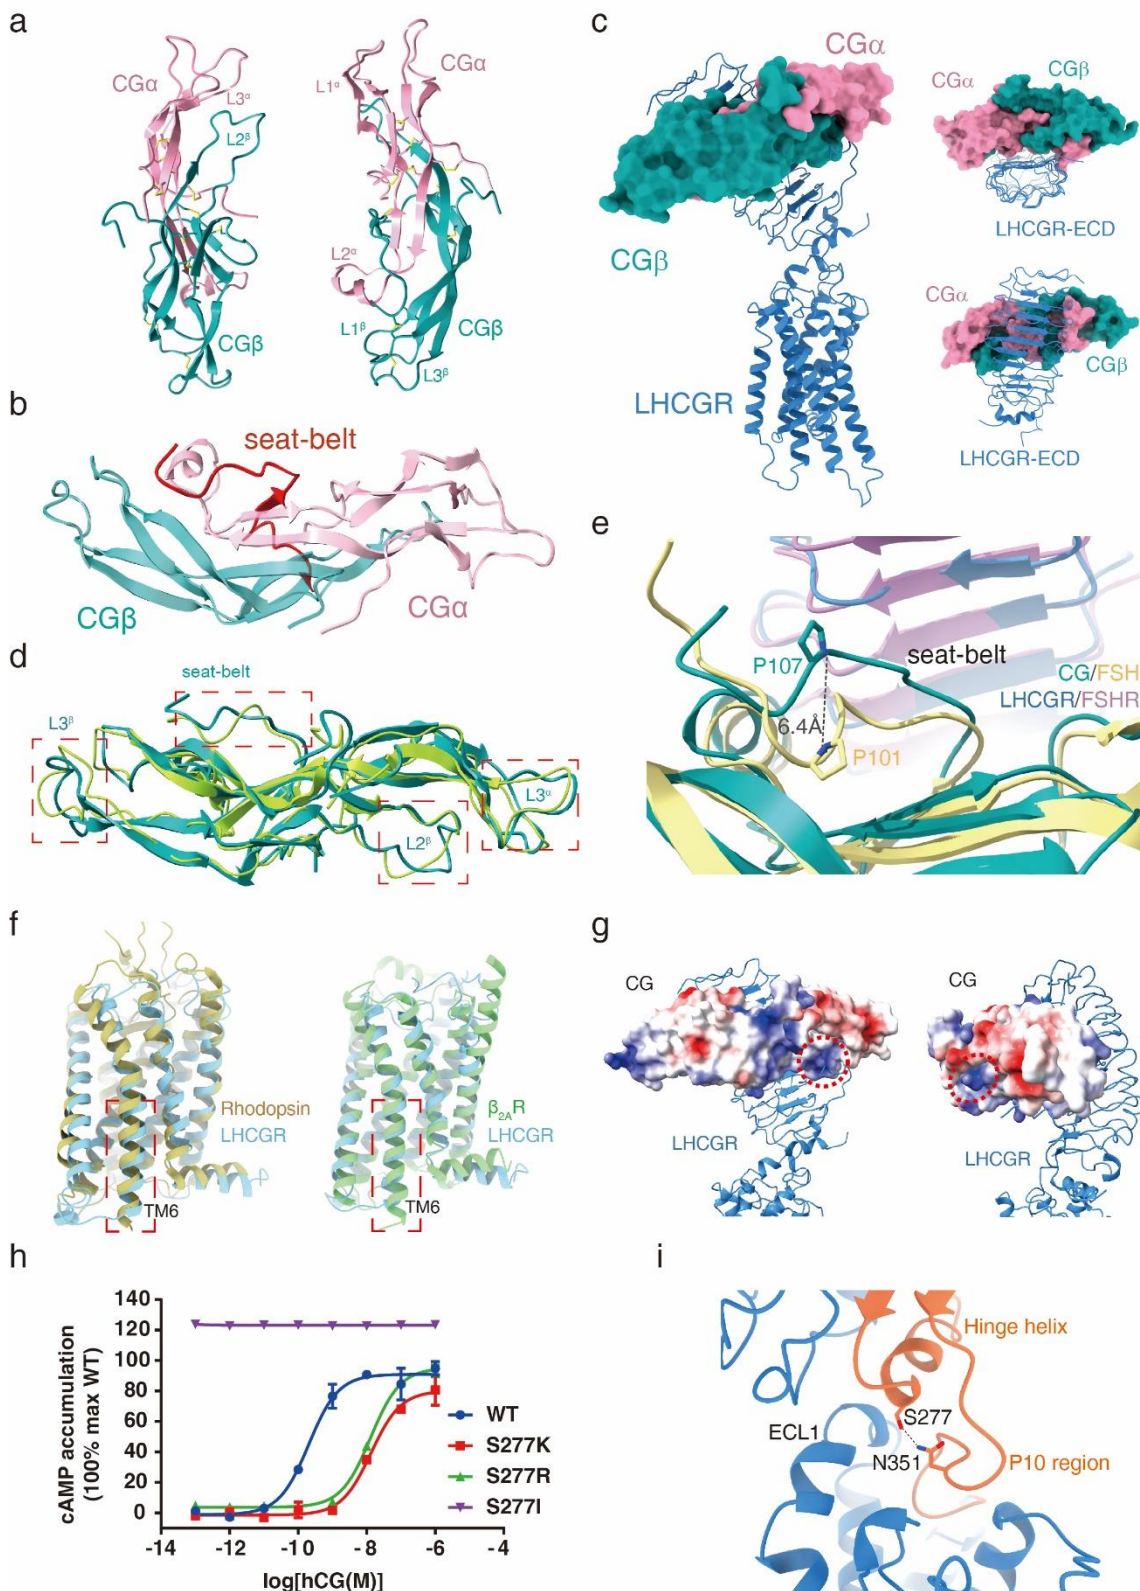 a
CGα
L3ᵅ
L2ᵝ
CGβ
L1ᵅ
CGα
L2ᵅ
L1ᵝ
CGβ
L3ᵝ
b
seat-belt
CGβ
CGα
c
CGα
CGβ
LHCGR
CGα
CGβ
LHCGR-ECD
CGα
CGβ
LHCGR-ECD
d
seat-belt
L3ᵝ
L3ᵅ
L2ᵝ
e
P107
seat-belt
CG/FSH
LHCGR/FSHR
6.4Å
P101
f
Rhodopsin
LHCGR
TM6
β₂AR
LHCGR
TM6
g
CG
LHCGR
CG
LHCGR
h
cAMP accumulation
(100% max WT)
140
120
100
80
60
40
20
0
-14
-12
-10
-8
-6
-4
log[hCG(M)]
WT
S277K
S277R
S277I
i
Hinge helix
S277
ECL1
N351
P10 region